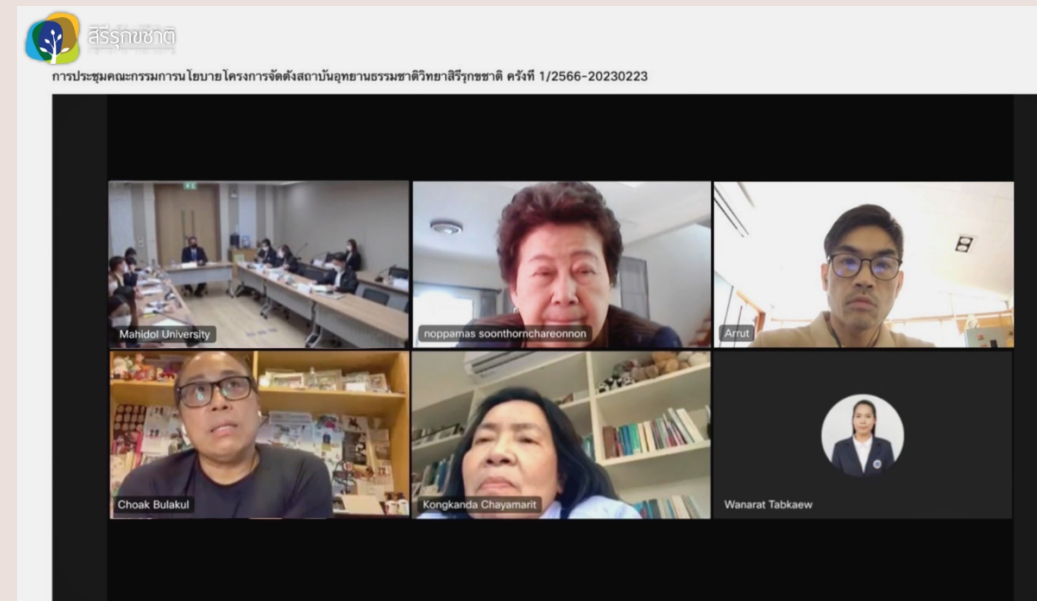 สิรีรุกขชาติ
การประชุมคณะกรรมการนโยบายโครงการจัดตั้งสถาบันอุทยานธรรมชาติวิทยาสิรีรุกขชาติ ครั้งที่ 1/2566-20230223
Mahidol University
noppamas soonthornchareonnon
Arrut
Choak Bulakul
Kongkanda Chayamarit
Wanarat Tabkaew